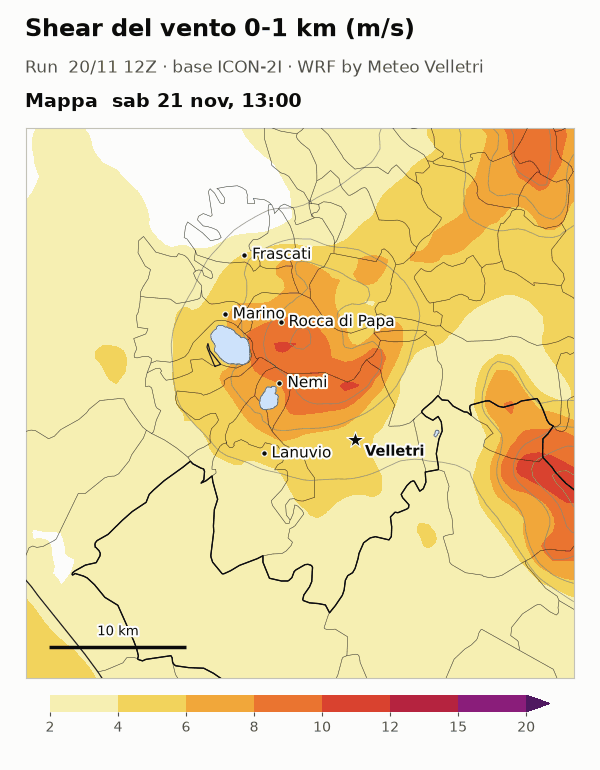 Shear del vento 0-1 km (m/s)
Run  20/11 12Z · base ICON-2I · WRF by Meteo Velletri
Mappa  sab 21 nov, 13:00
Frascati
Marino
Rocca di Papa
Nemi
Velletri
Lanuvio
10 km
2 4 6 8 10 12 15 20